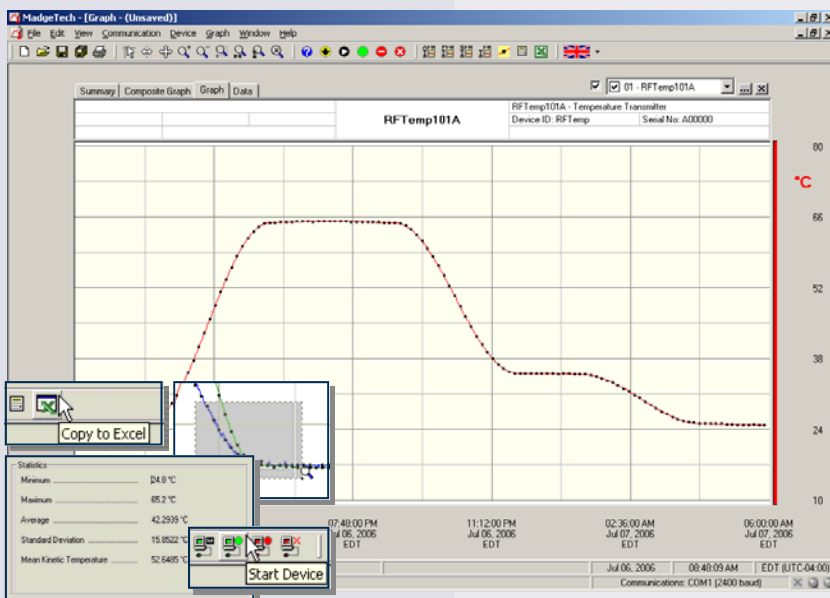 MadgeTech - [Graph - (Unsaved)]
File Edit View Communication Device Graph Window Help
Summary Composite Graph Graph Data
01 - RFTemp101A
RFTemp101A
RFTemp101A - Temperature Transmitter
Device ID: RFTemp Serial No: A00000
80
°C
66
52
38
24
10
Copy to Excel
Statistics
Minimum 24.8 °C
Maximum 65.2 °C
Average 42.2939 °C
Standard Deviation 15.8522 °C
Mean Kinetic Temperature 52.6485 °C
Start Device
07:48:00 PM
Jul 06, 2006
EDT
11:12:00 PM
Jul 06, 2006
EDT
02:36:00 AM
Jul 07, 2006
EDT
06:00:00 AM
Jul 07, 2006
EDT
Jul 06, 2006 08:48:09 AM EDT (UTC-04:00)
Communications: COM1 (2400 baud)